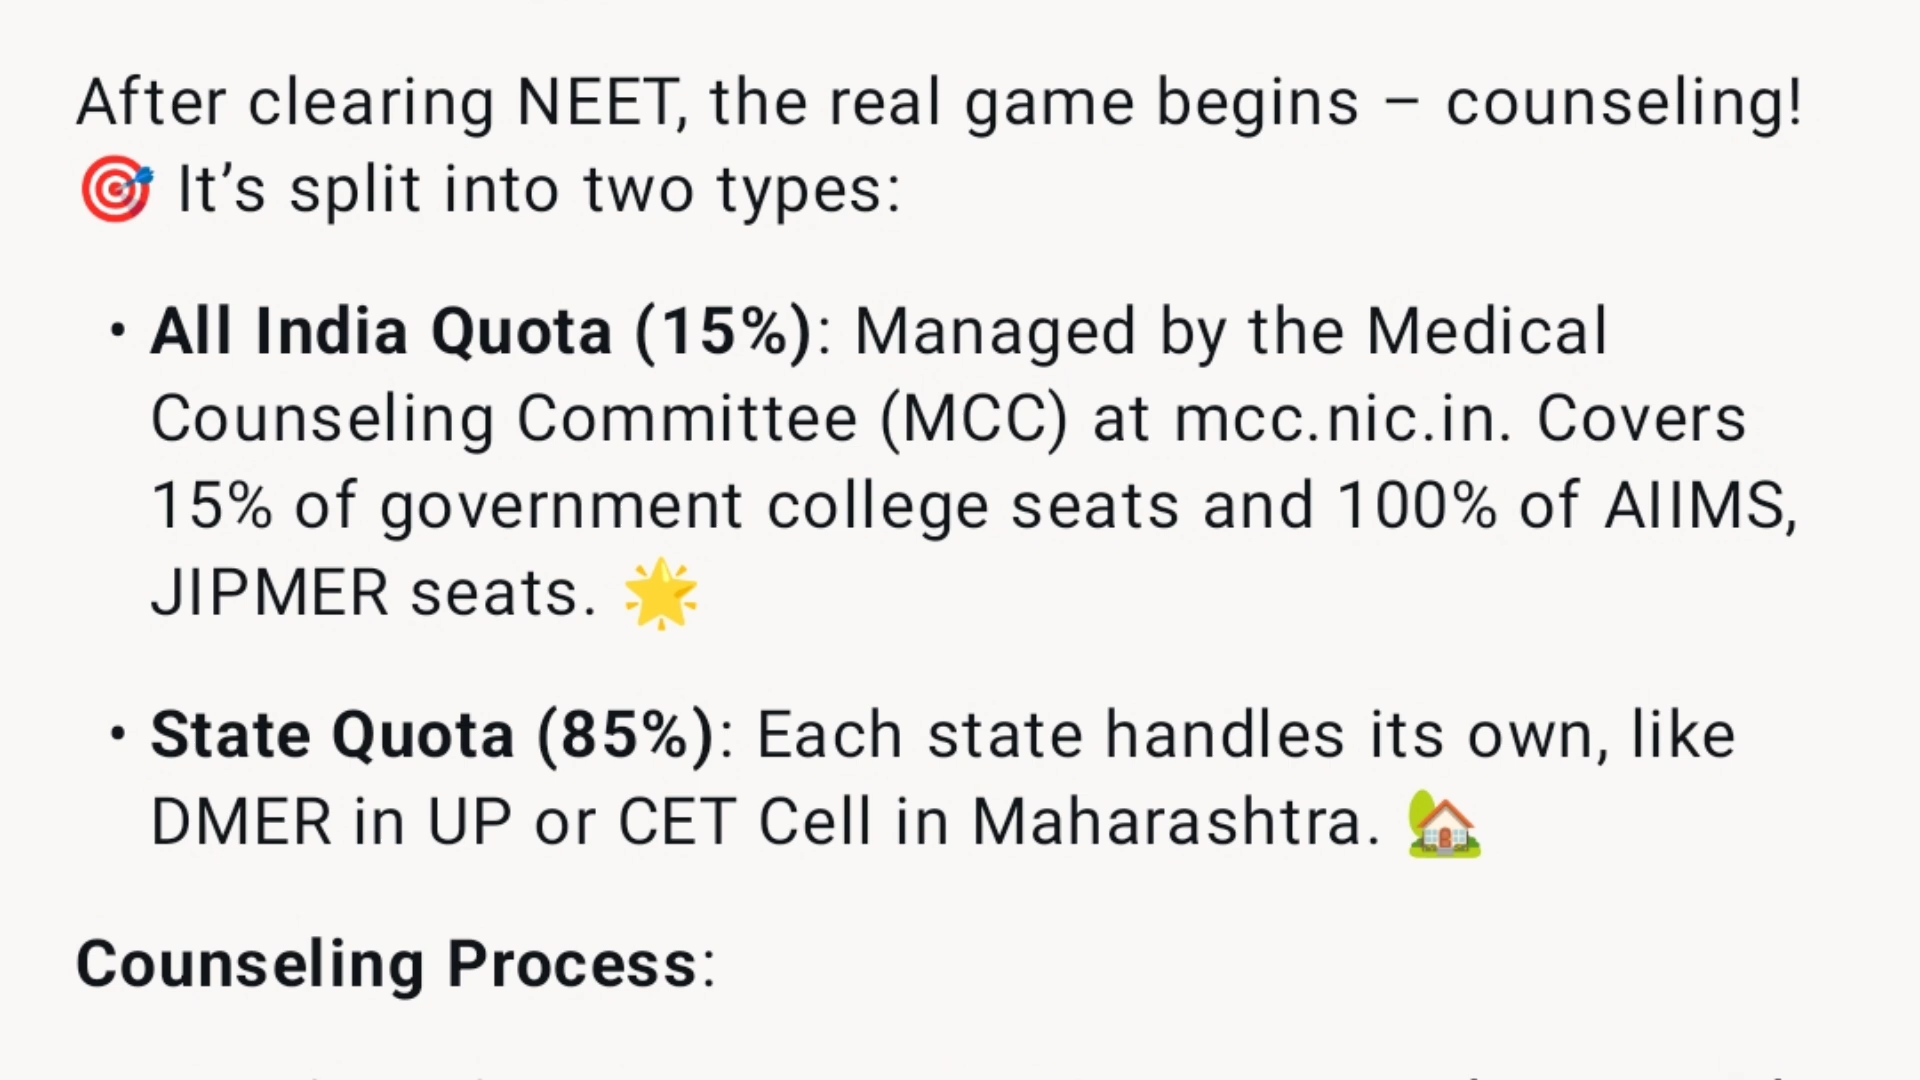 After clearing NEET, the real game begins – counseling!
🎯 It’s split into two types:
• All India Quota (15%): Managed by the Medical
Counseling Committee (MCC) at mcc.nic.in. Covers
15% of government college seats and 100% of AIIMS,
JIPMER seats. 🌟
• State Quota (85%): Each state handles its own, like
DMER in UP or CET Cell in Maharashtra. 🏡
Counseling Process: